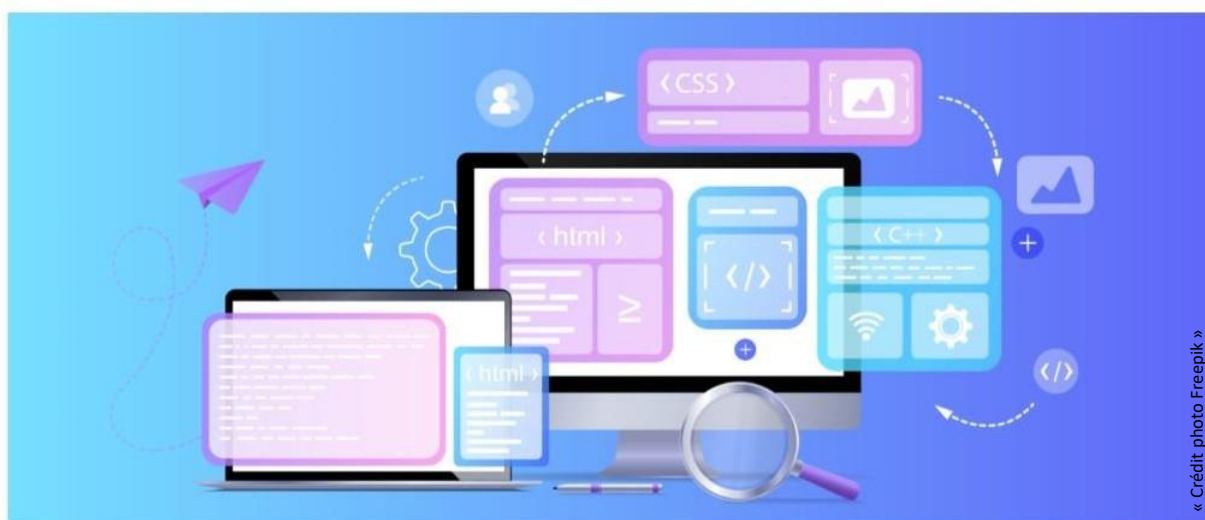 <CSS>
<html>
<C++>
</>
≥
<html>
</>
« Crédit photo Freepik »